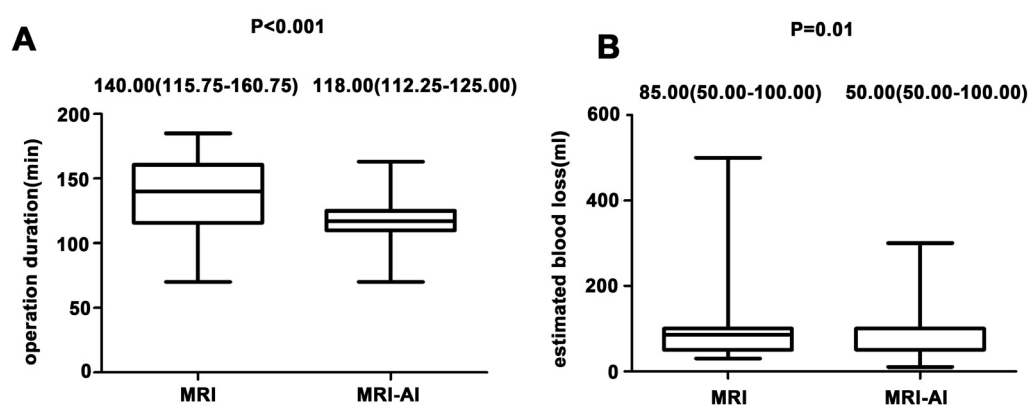 A
P<0.001
140.00(115.75-160.75) 118.00(112.25-125.00)
operation duration(min)
200
150
100
50
0
MRI MRI-AI
B
P=0.01
85.00(50.00-100.00) 50.00(50.00-100.00)
estimated blood loss(ml)
600
400
200
0
MRI MRI-AI